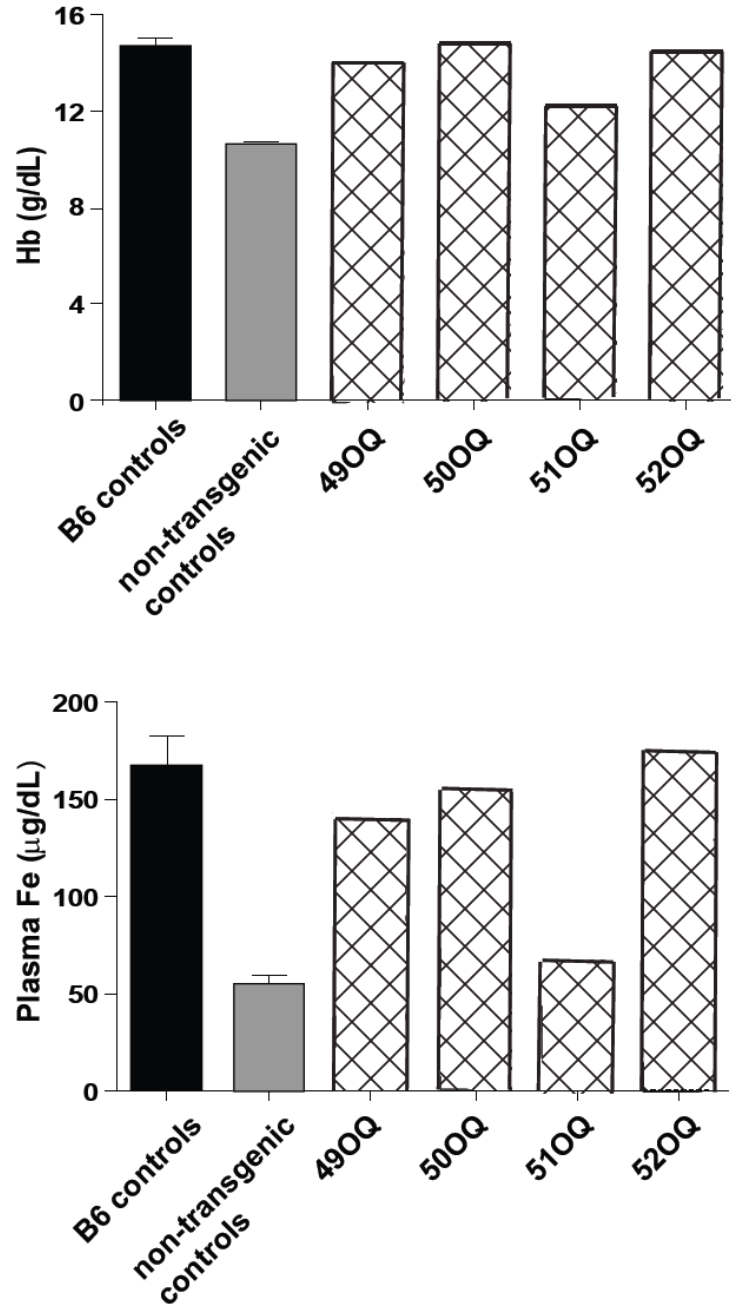 Hb (g/dL)
16
12
8
4
0
B6 controls
non-transgenic
controls
49OQ
50OQ
51OQ
52OQ
Plasma Fe (μg/dL)
200
150
100
50
0
B6 controls
non-transgenic
controls
49OQ
50OQ
51OQ
52OQ